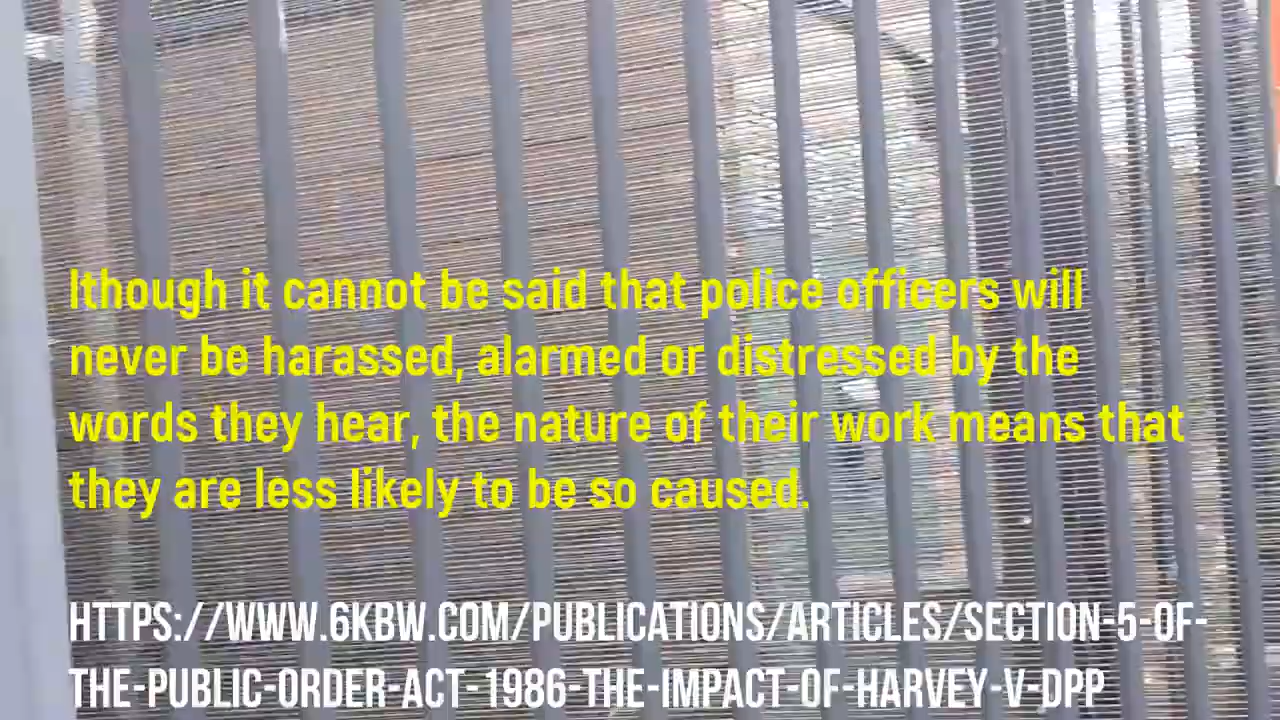 lthough it cannot be said that police officers will
never be harassed, alarmed or distressed by the
words they hear, the nature of their work means that
they are less likely to be so caused.
HTTPS://WWW.6KBW.COM/PUBLICATIONS/ARTICLES/SECTION-5-OF-
THE-PUBLIC-ORDER-ACT-1986-THE-IMPACT-OF-HARVEY-V-DPP